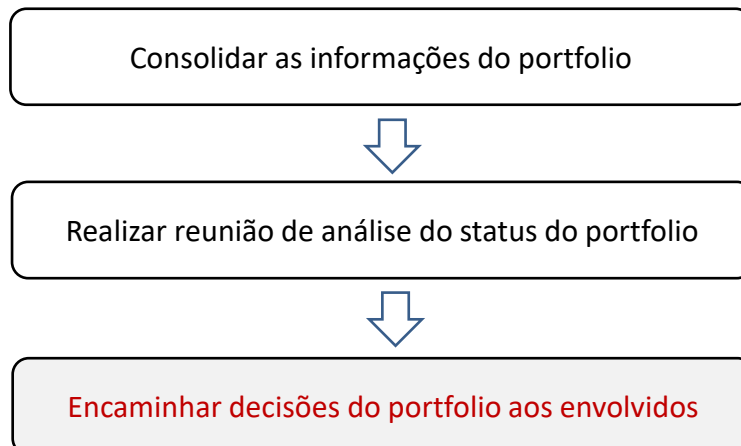 Consolidar as informações do portfolio
Realizar reunião de análise do status do portfolio
Encaminhar decisões do portfolio aos envolvidos